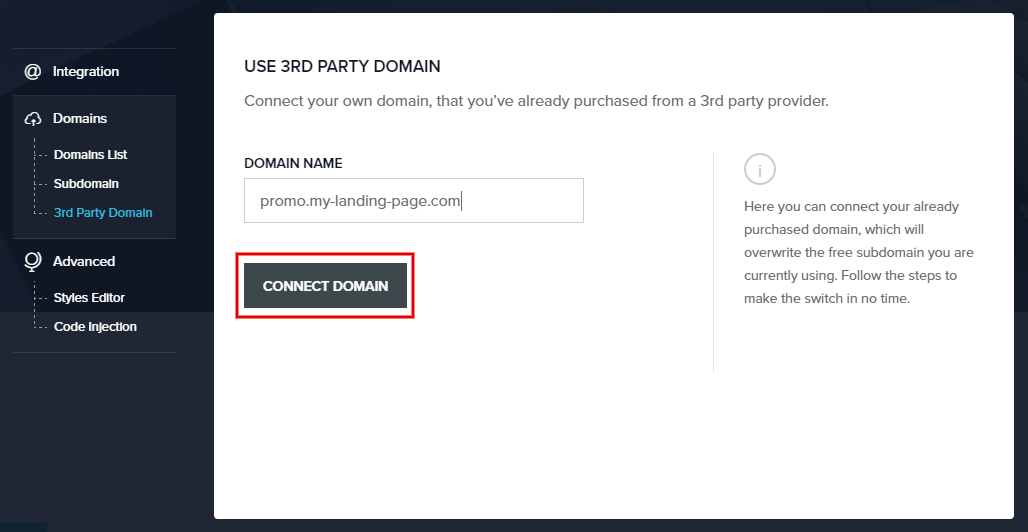 Integration
Domains
Domains List
Subdomain
3rd Party Domain
Advanced
Styles Editor
Code Injection
USE 3RD PARTY DOMAIN
Connect your own domain, that you've already purchased from a 3rd party provider.
DOMAIN NAME
promo.my-landing-page.com
CONNECT DOMAIN
Here you can connect your already
purchased domain, which will
overwrite the free subdomain you are
currently using. Follow the steps to
make the switch in no time.